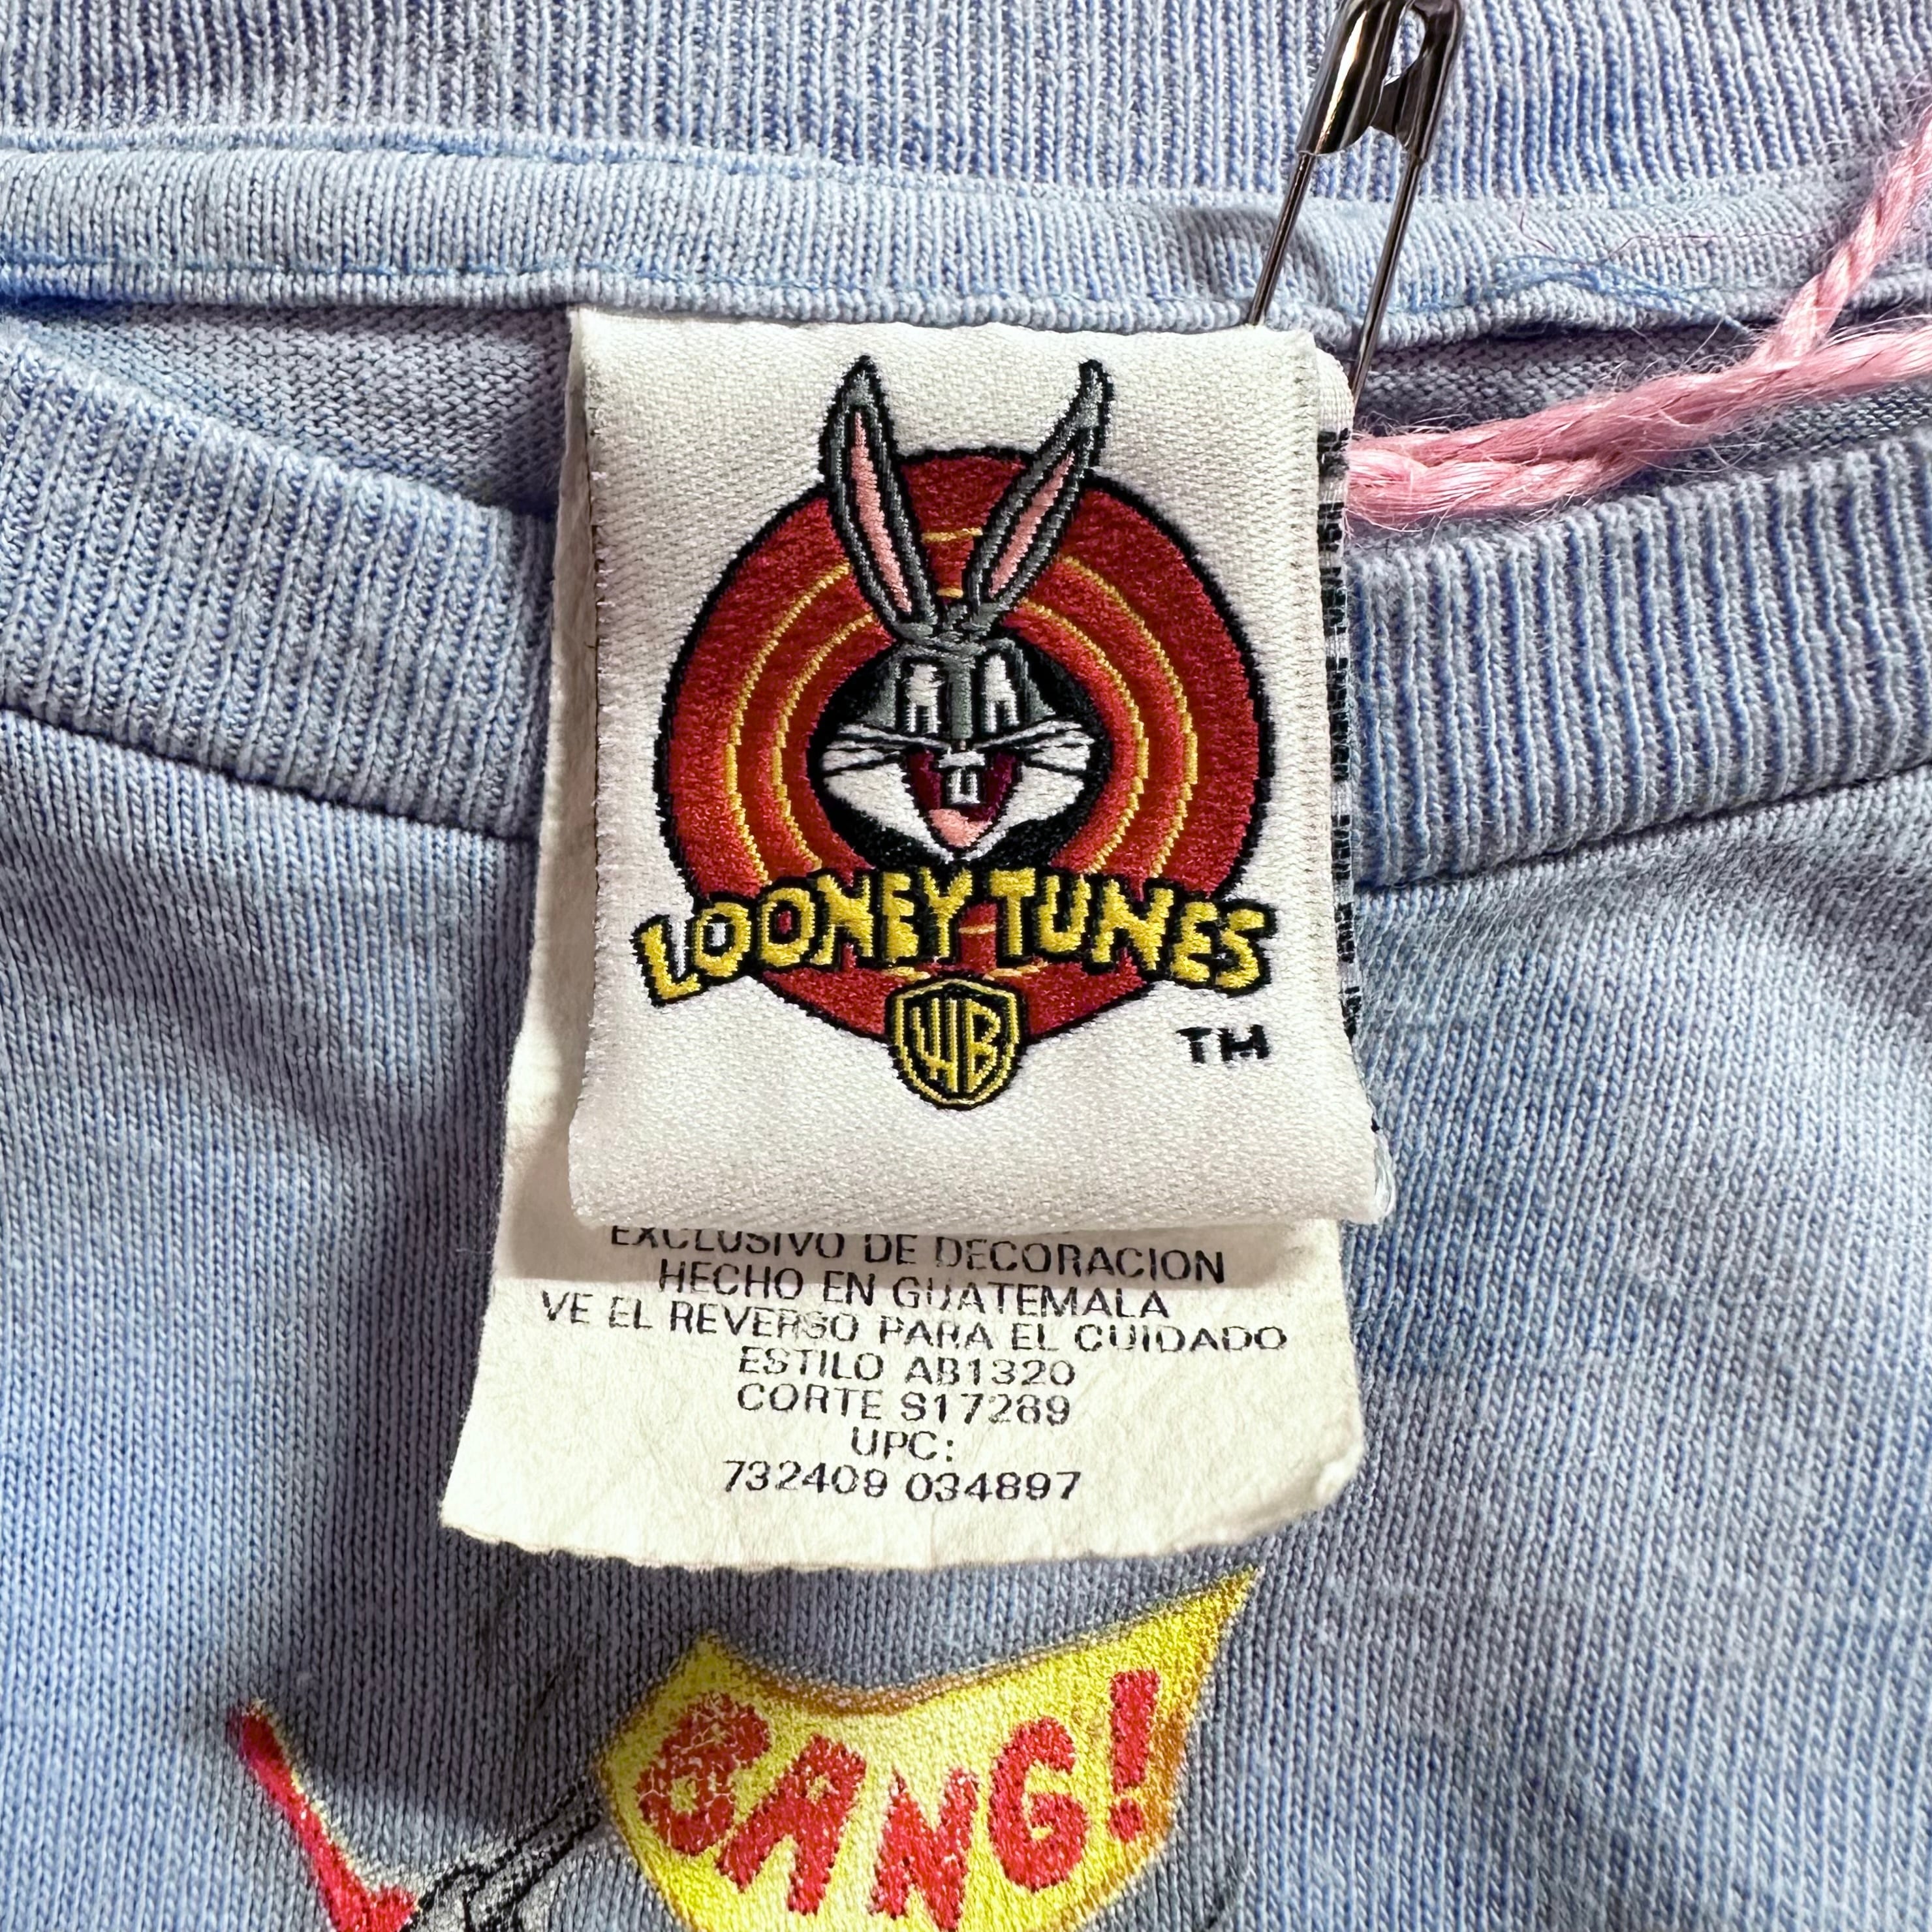 LOONEY TUNES
WB
TM
EXCLUSIVO DE DECORACION
HECHO EN GUATEMALA
VE EL REVERSO PARA EL CUIDADO
ESTILO AB1320
CORTE S17289
UPC:
732409 034897
BANG!